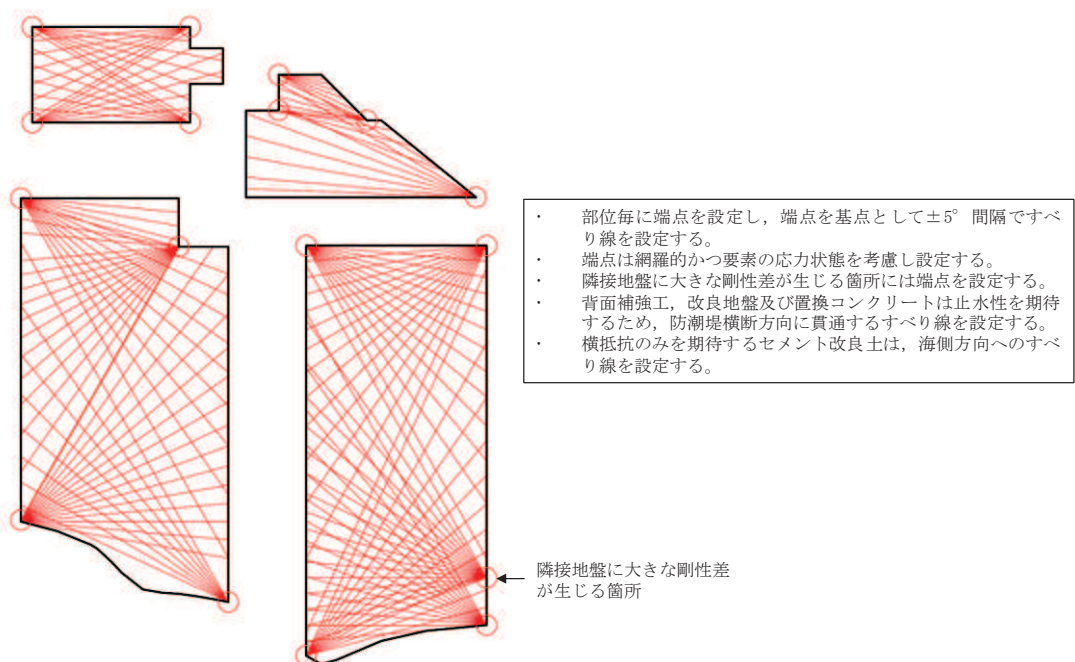 ・ 部位毎に端点を設定し，端点を基点として±5° 間隔ですべ
り線を設定する。
・ 端点は網羅的かつ要素の応力状態を考慮し設定する。
・ 隣接地盤に大きな剛性差が生じる箇所には端点を設定する。
・ 背面補強工，改良地盤及び置換コンクリートは止水性を期待
するため，防潮堤横断方向に貫通するすべり線を設定する。
・ 横抵抗のみを期待するセメント改良土は，海側方向へのすべ
り線を設定する。
隣接地盤に大きな剛性差
が生じる箇所